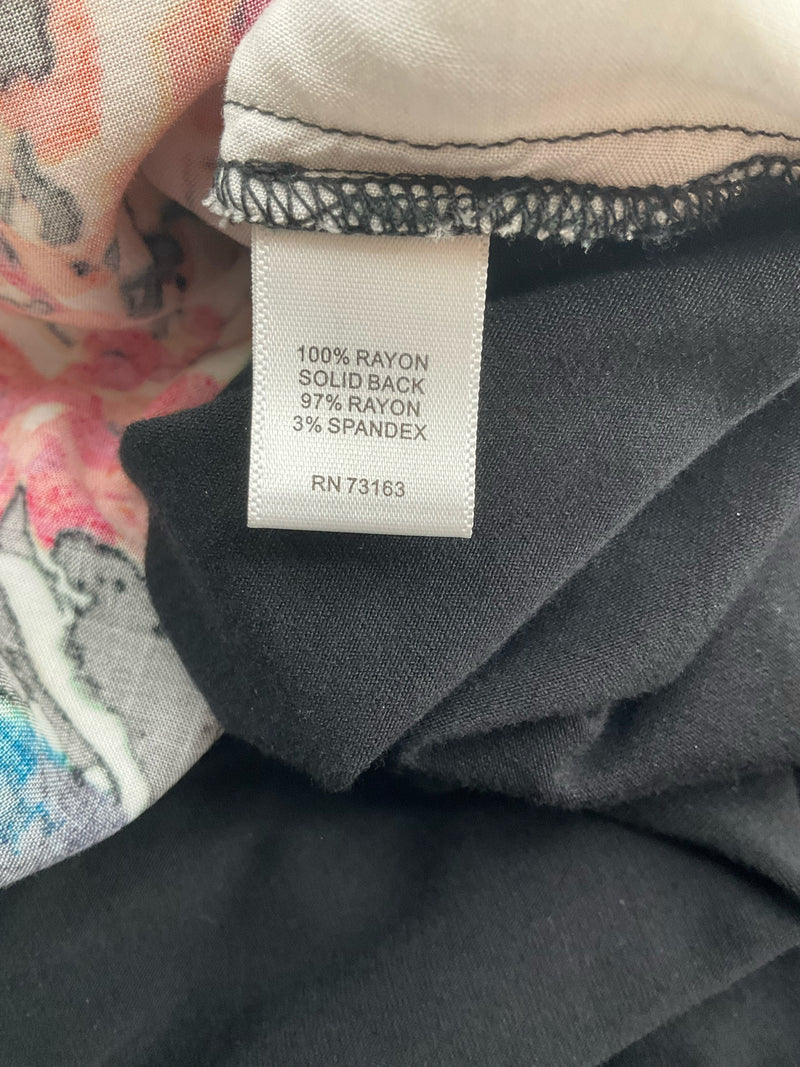 100% RAYON
SOLID BACK
97% RAYON
3% SPANDEX
RN 73163